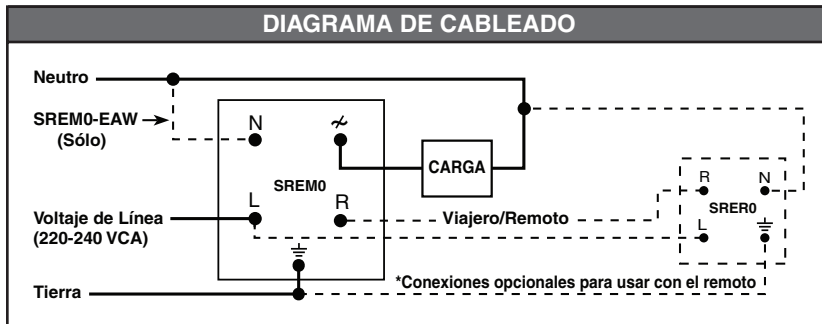 DIAGRAMA DE CABLEADO
Neutro
SREM0-EAW
(Sólo)
N
SREM0
CARGA
R
N
SRER0
L
L
R
Voltaje de Línea
(220-240 VCA)
Viajero/Remoto
*Conexiones opcionales para usar con el remoto
Tierra